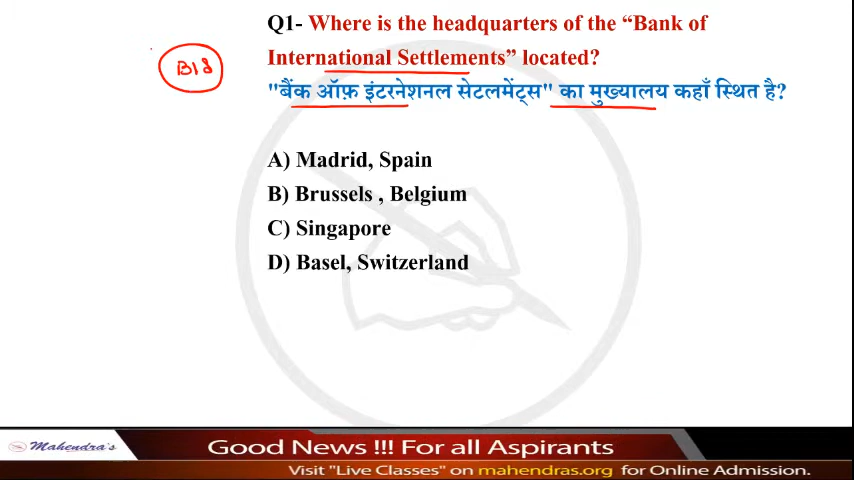 Q1- Where is the headquarters of the “Bank of
International Settlements” located?
BIS
"बैंक ऑफ़ इंटरनेशनल सेटलमेंट्स" का मुख्यालय कहाँ स्थित है?
A) Madrid, Spain
B) Brussels , Belgium
C) Singapore
D) Basel, Switzerland
Mahendra's
Good News !!! For all Aspirants
Visit "Live Classes" on mahendras.org for Online Admission.